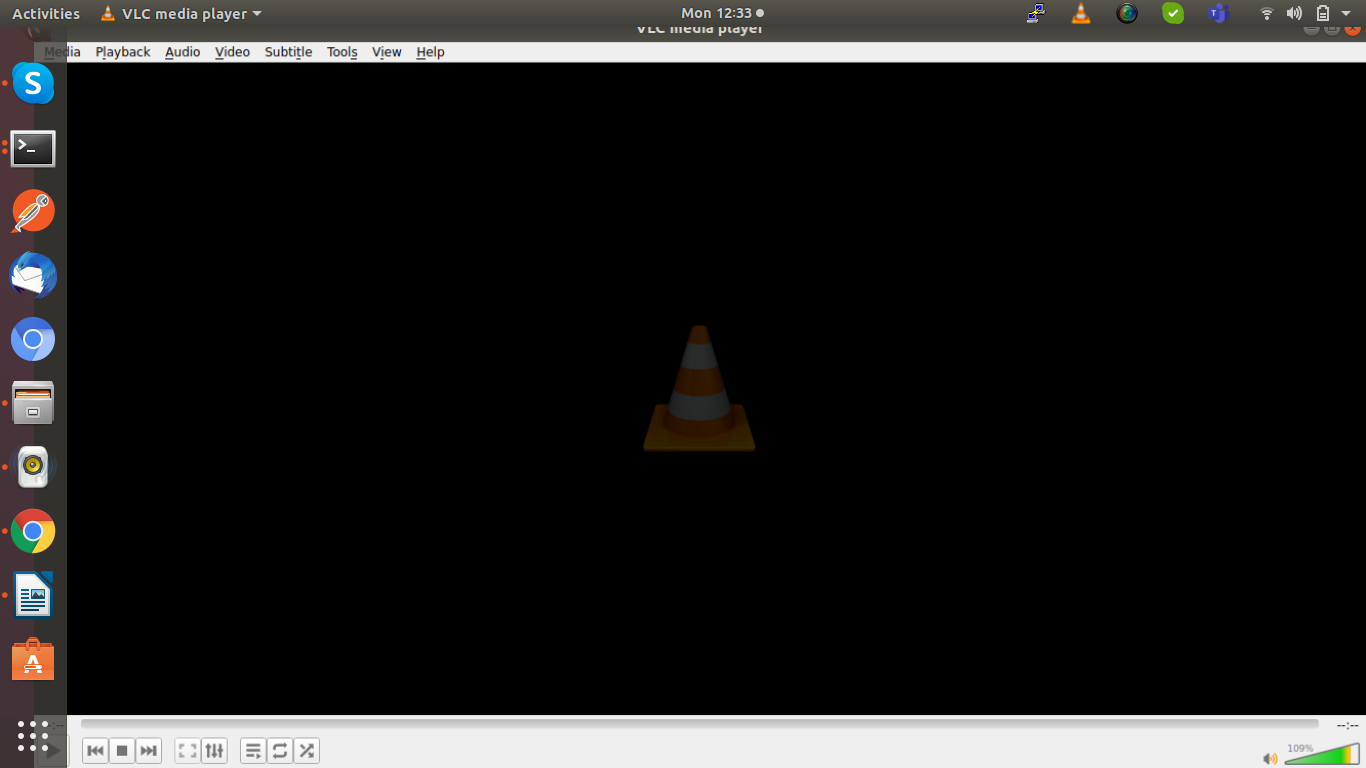 Activities VLC media player Mon 12:33
VLC media player
Media Playback Audio Video Subtitle Tools View Help
S
>_
T
A
--:-- --:--
109%